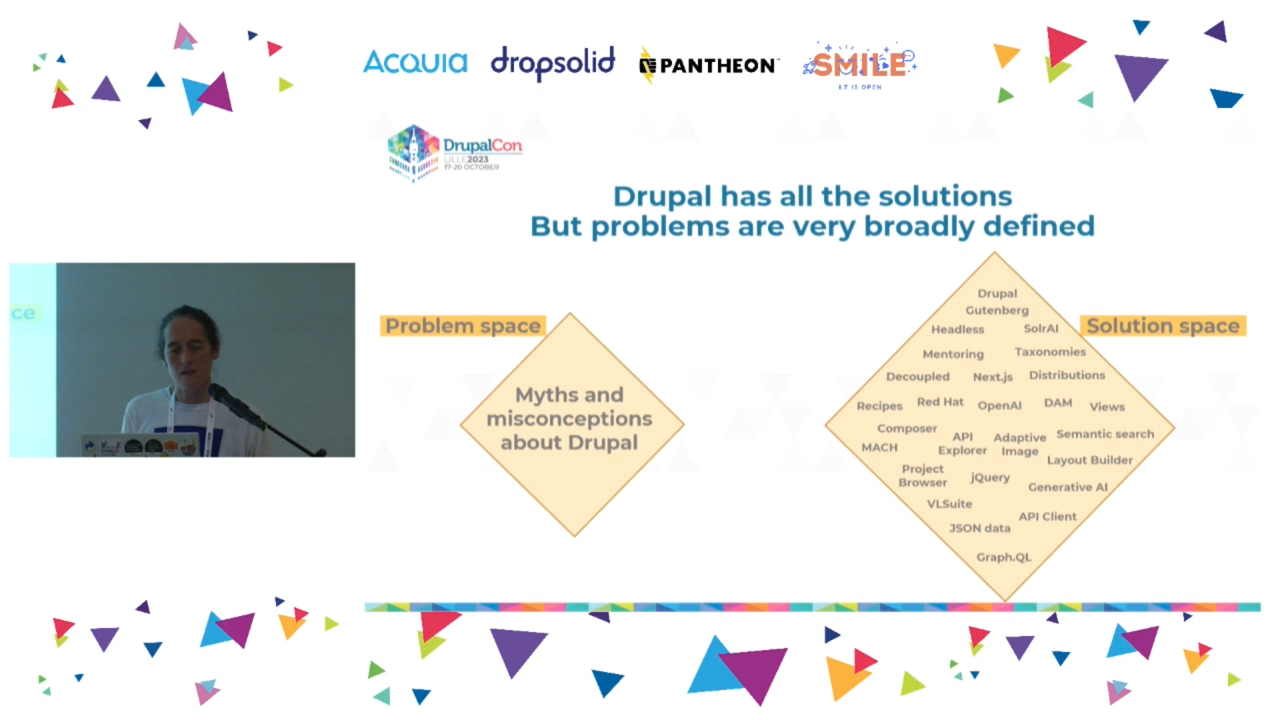 ACQUIA
dropsolid
PANTHEON
SMILE
I.T IS OPEN
DrupalCon
LILLE2023
17-20 OCTOBER
Drupal has all the solutions
But problems are very broadly defined
ce
Problem space
Solution space
Myths and
misconceptions
about Drupal
Drupal
Gutenberg
Headless
SolrAI
Mentoring
Taxonomies
Decoupled
Next.js
Distributions
Recipes
Red Hat
OpenAI
DAM
Views
Composer
MACH
API
Explorer
Adaptive
Image
Semantic search
Layout Builder
Project
Browser
jQuery
Generative AI
VLSuite
API Client
JSON data
Graph.QL